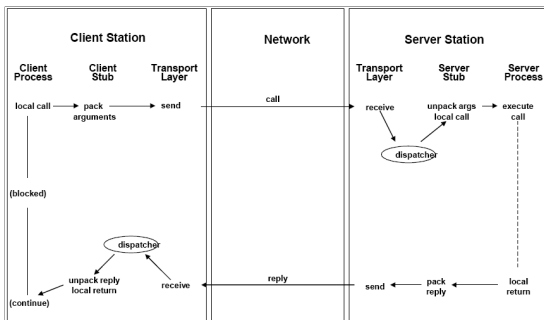 Client Station
Network
Server Station
Client
Process
Client
Stub
Transport
Layer
Transport
Layer
Server
Stub
Server
Process
local call
pack
arguments
send
call
receive
unpack args
local call
execute
call
dispatcher
(blocked)
dispatcher
unpack reply
local return
receive
reply
send
pack
reply
local
return
(continue)